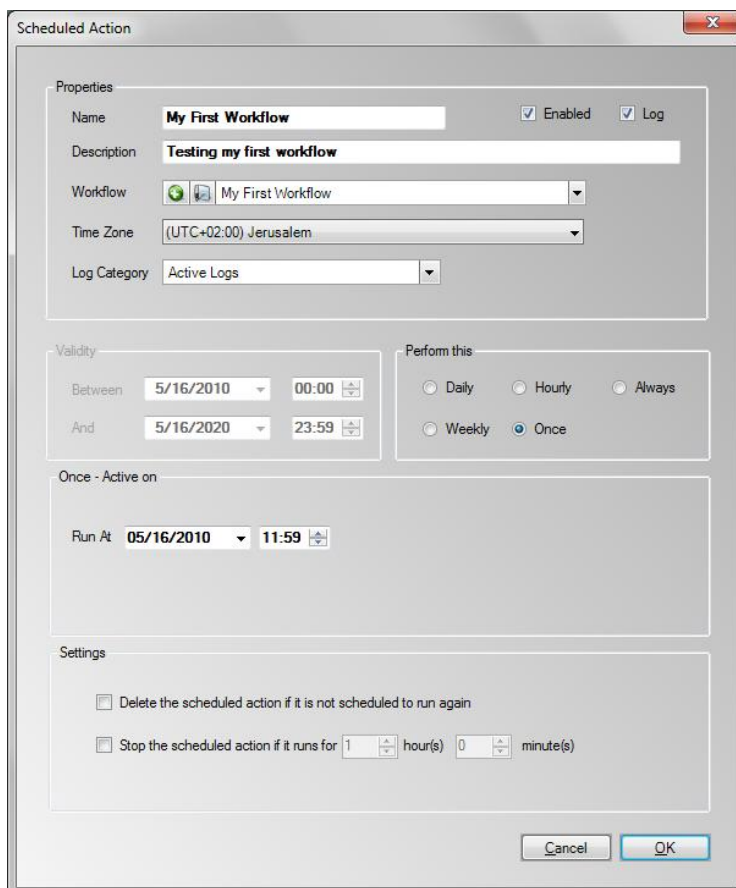 Scheduled Action
Properties
Name My First Workflow Enabled Log
Description Testing my first workflow
Workflow My First Workflow
Time Zone (UTC+02:00) Jerusalem
Log Category Active Logs
Validity Perform this
Between 5/16/2010 00:00 Daily Hourly Always
And 5/16/2020 23:59 Weekly Once
Once - Active on
Run At 05/16/2010 11:59
Settings
Delete the scheduled action if it is not scheduled to run again
Stop the scheduled action if it runs for 1 hour(s) 0 minute(s)
Cancel OK